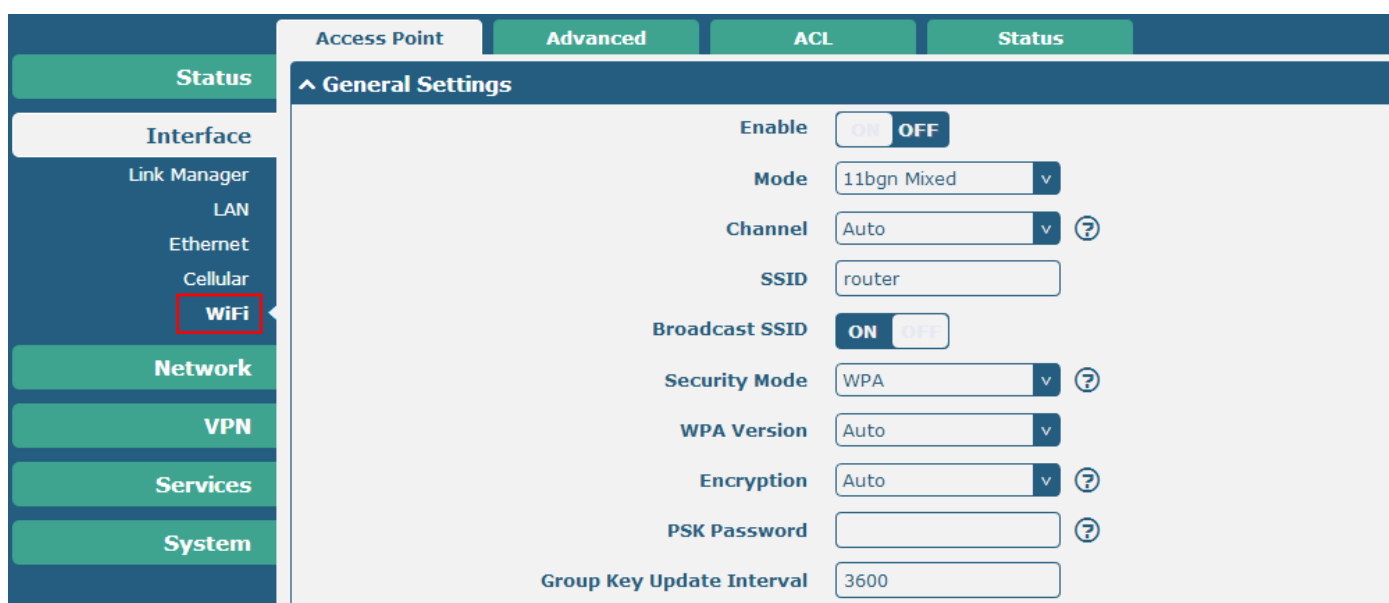 Access Point Advanced ACL Status
Status
Interface
Link Manager
LAN
Ethernet
Cellular
WiFi
Network
VPN
Services
System
^ General Settings
Enable ON OFF
Mode 11bgn Mixed v
Channel Auto v ?
SSID router
Broadcast SSID ON OFF
Security Mode WPA v ?
WPA Version Auto v
Encryption Auto v ?
PSK Password ?
Group Key Update Interval 3600